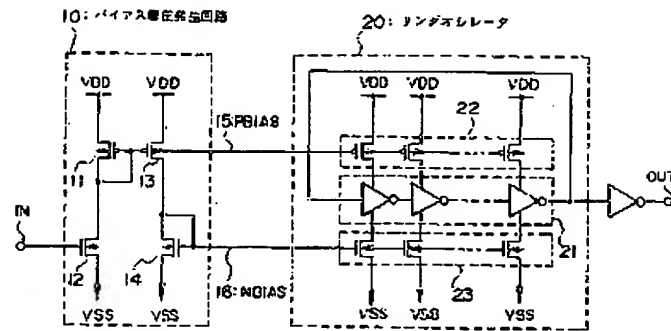 10: バイアス電圧発生回路
20: リングオシレータ
VDD VDD
VDD VDD VDD
15:PBIAS
22
11
13
IN
OUT
12
14
16:NBIAS
21
23
VSS VSS
VSS VSS VSS